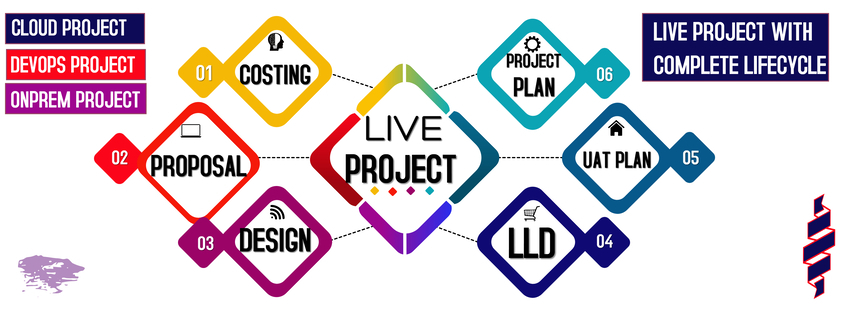 CLOUD PROJECT
DEVOPS PROJECT
ONPREM PROJECT
01
COSTING
02
PROPOSAL
03
DESIGN
LIVE
PROJECT
PROJECT
PLAN
06
UAT PLAN
05
LLD
04
LIVE PROJECT WITH
COMPLETE LIFECYCLE